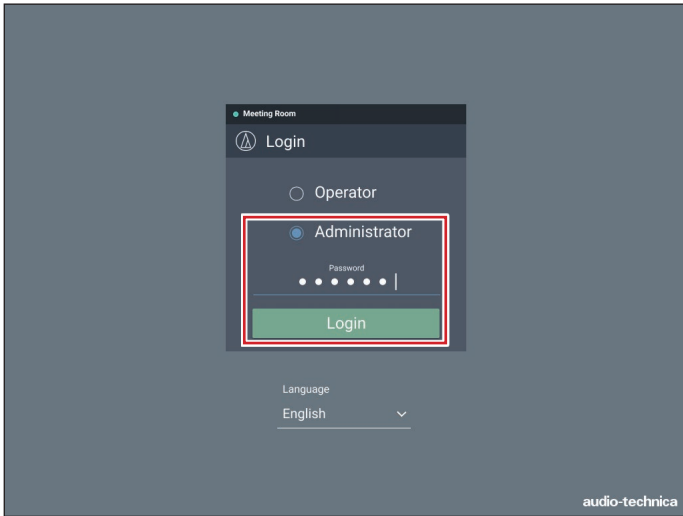 Meeting Room
Login
Operator
Administrator
Password
Login
Language
English
audio-technica